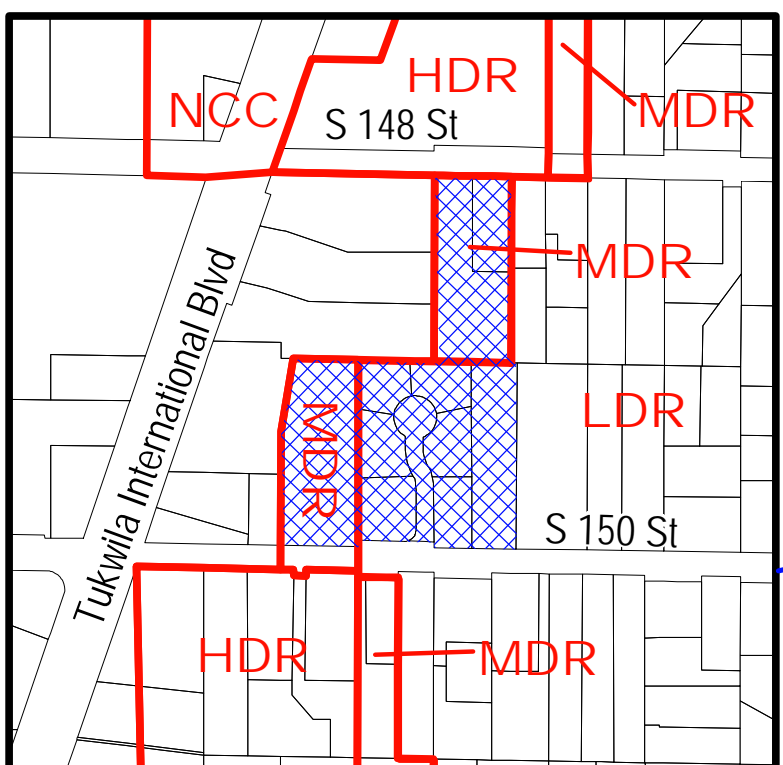 HDR
NCC
MDR
S 148 St
MDR
Tukwila International Blvd
LDR
MDR
S 150 St
HDR
MDR